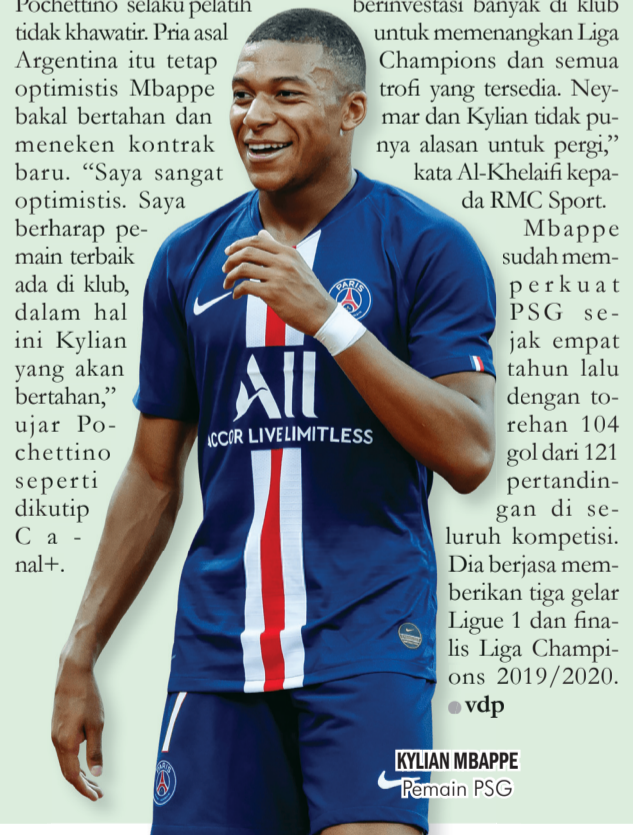 Pochettino selaku pelatih
tidak khawatir. Pria asal
Argentina itu tetap
optimistis Mbappe
bakal bertahan dan
meneken kontrak
baru. “Saya sangat
optimistis. Saya
berharap pe-
main terbaik
ada di klub,
dalam hal
ini Kylian
yang akan
bertahan,”
ujar Po-
chettino
seperti
dikutip
Ca-
nal+.
berinvestasi banyak di klub
untuk memenangkan Liga
Champions dan semua
trofi yang tersedia. Ney-
mar dan Kylian tidak pu-
nya alasan untuk pergi,”
kata Al-Khelaifi kepa-
da RMC Sport.
Mbappe
sudah mem-
perkuat
PSG se-
jak empat
tahun lalu
dengan to-
rehan 104
gol dari 121
pertandin-
gan di se-
luruh kompetisi.
Dia berjasa mem-
berikan tiga gelar
Ligue 1 dan fina-
lis Liga Champi-
ons 2019/2020.
vdp
PARIS
All
ACCOR LIVE LIMITLESS
7
PARIS
KYLIAN MBAPPE
Pemain PSG